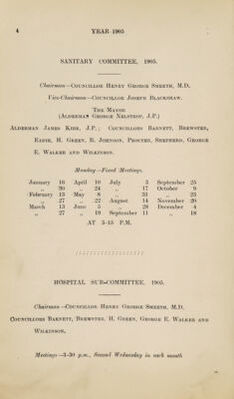 4 YEAR 1905
SANITARY COMMITTEE, 1905.
Chairman—Councillor Henry George Smeeth, M.D.
Vice-Chairman—Councillor Joseph Blackshaw.
The Mayor
(Alderman George Nelstrop, J.P.)
Alderman James Kirk, J.P.; Councillors Barnett, Brewster,
Eadie, H. Green, R. Johnson, Procter, Shepherd, George
E. Walker and Wilkinson.
Monday—Fixed Meetings.
January 16 April 10 July 3 September 25
„ 30 „ 24 „ 17 October 9
February 13 May 8 „ 31 „ 23
„ 27 „ 22 August 14 November 20
March 13 June 5 „ 28 December 4
„ 27 „ 19 September 11 „ 18
AT 5-15 P.M.
HOSPITAL SUB-COMMITTEE, 1905.
Chairman—Councillor Henry George Smeeth, M.D.
Councillors Barnett, Brewster, H. Green, George E. Walker and
Wilkinson.
Meetings—3-30 p.m., Second Wednesday in each month